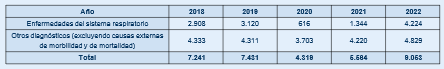 Año 2018 2019 2020 2021 2022
Enfermedades del sistema respiratorio 2.908 3.120 616 1.344 4.224
Otros diagnósticos (excluyendo causas externas
de morbilidad y de mortalidad) 4.333 4.311 3.703 4.220 4.829
Total 7.241 7.431 4.319 5.564 9.053